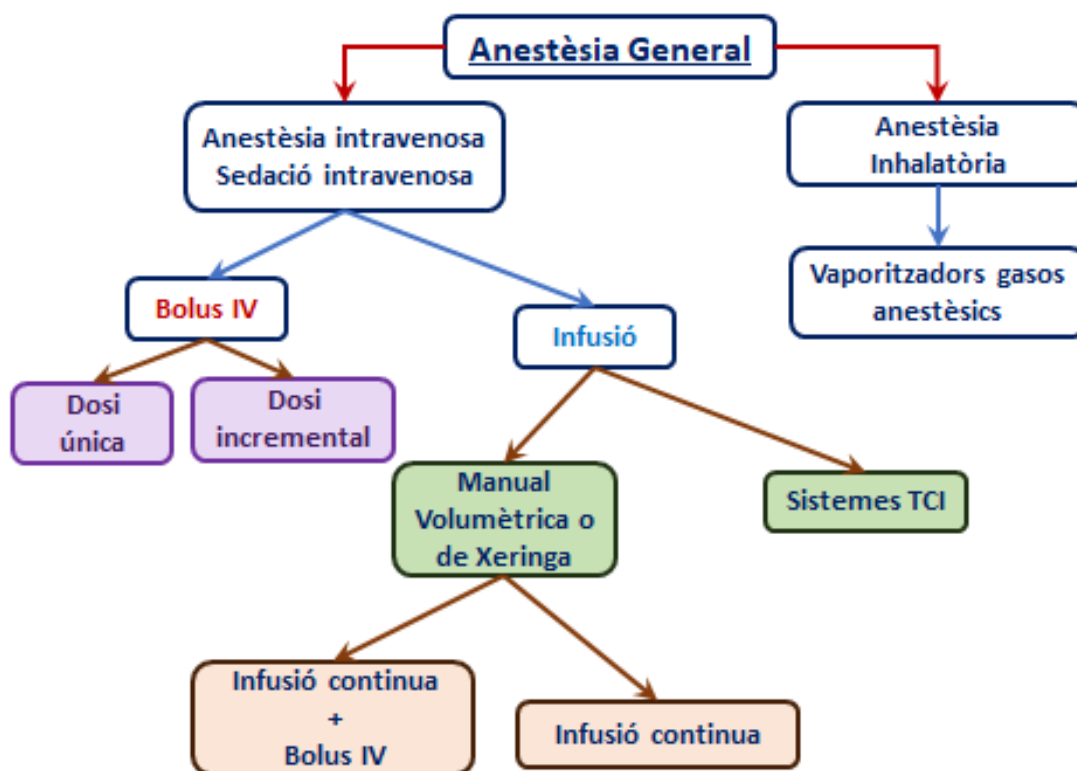 Anestèsia General
Anestèsia intravenosa
Sedació intravenosa
Anestèsia
Inhalatòria
Vaporitzadors gasos
anestèsics
Bolus IV
Infusió
Dosi
única
Dosi
incremental
Manual
Volumètrica o
de Xeringa
Sistemes TCI
Infusió continua
+
Bolus IV
Infusió continua